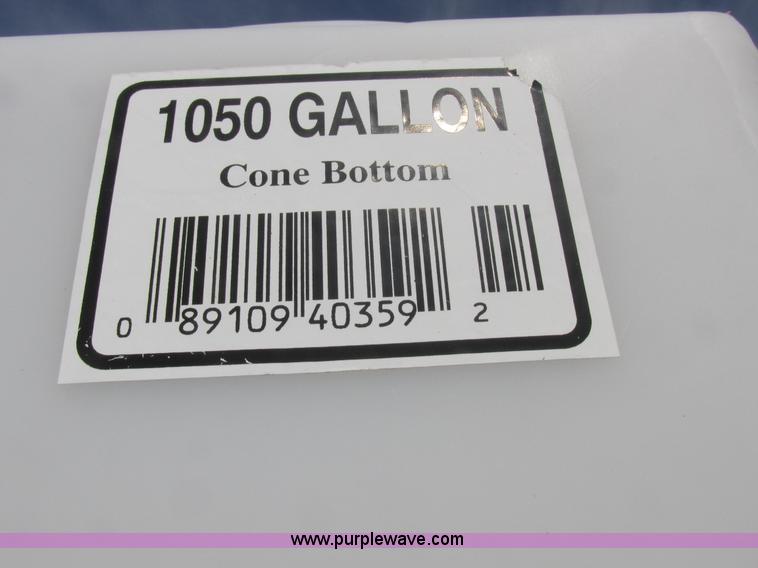 1050 GALLON
Cone Bottom
0 89109 40359 2
www.purplewave.com